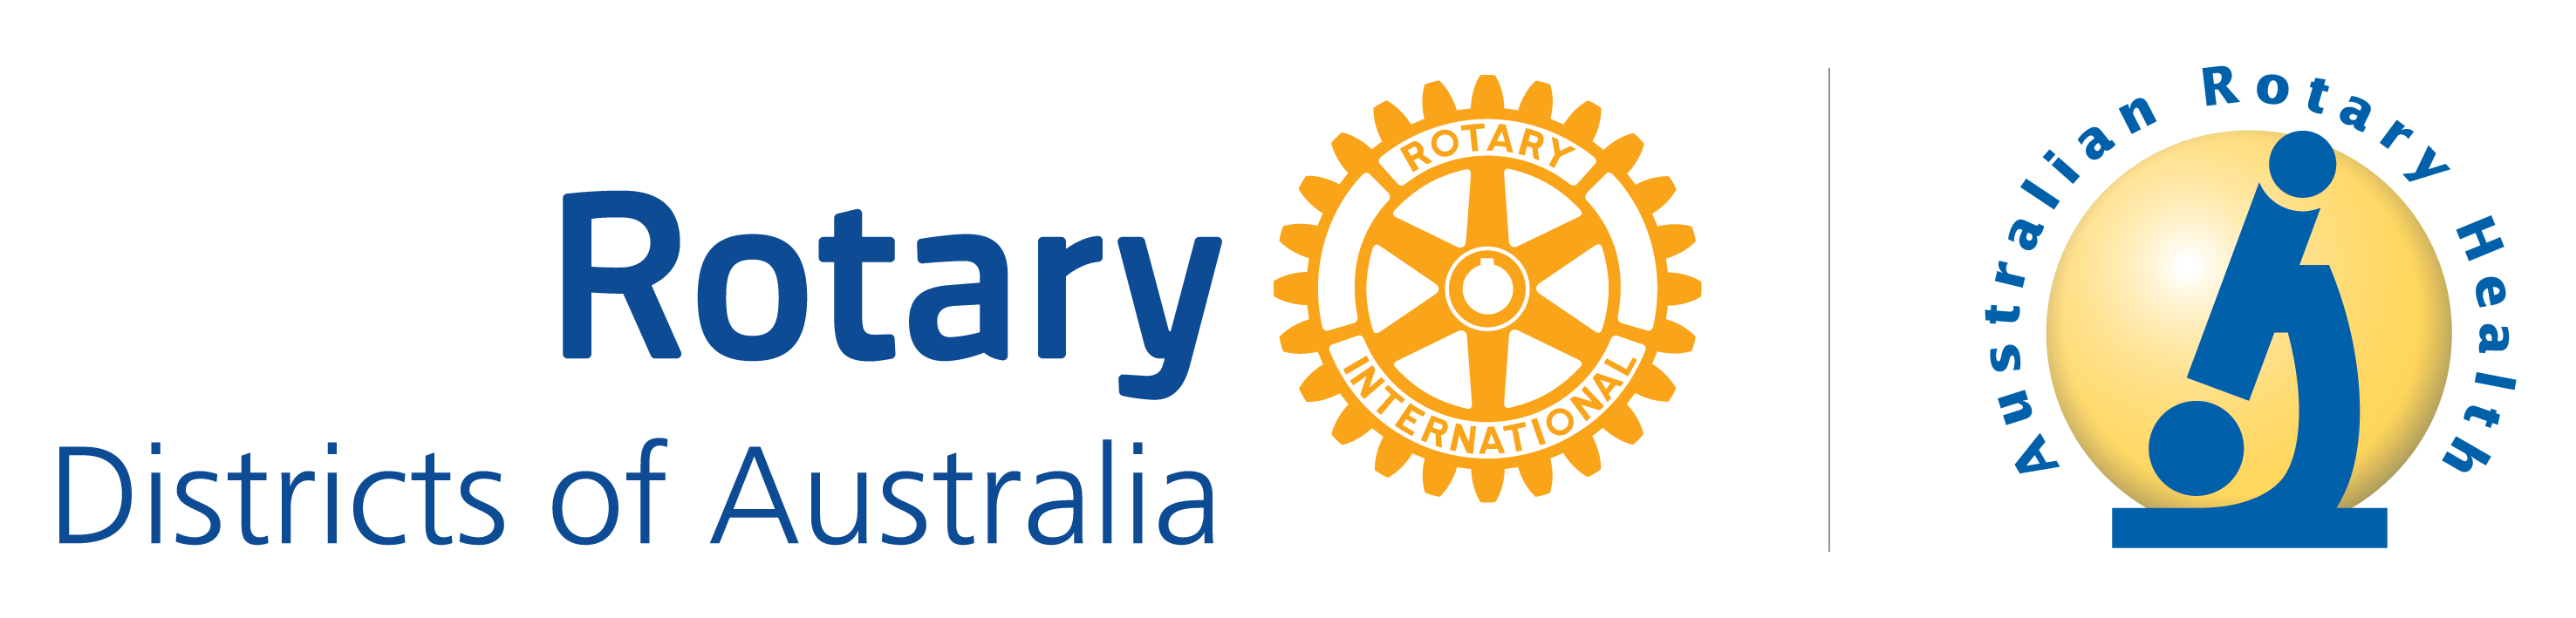 Rotary
Districts of Australia
ROTARY
INTERNATIONAL
Australian Rotary Health